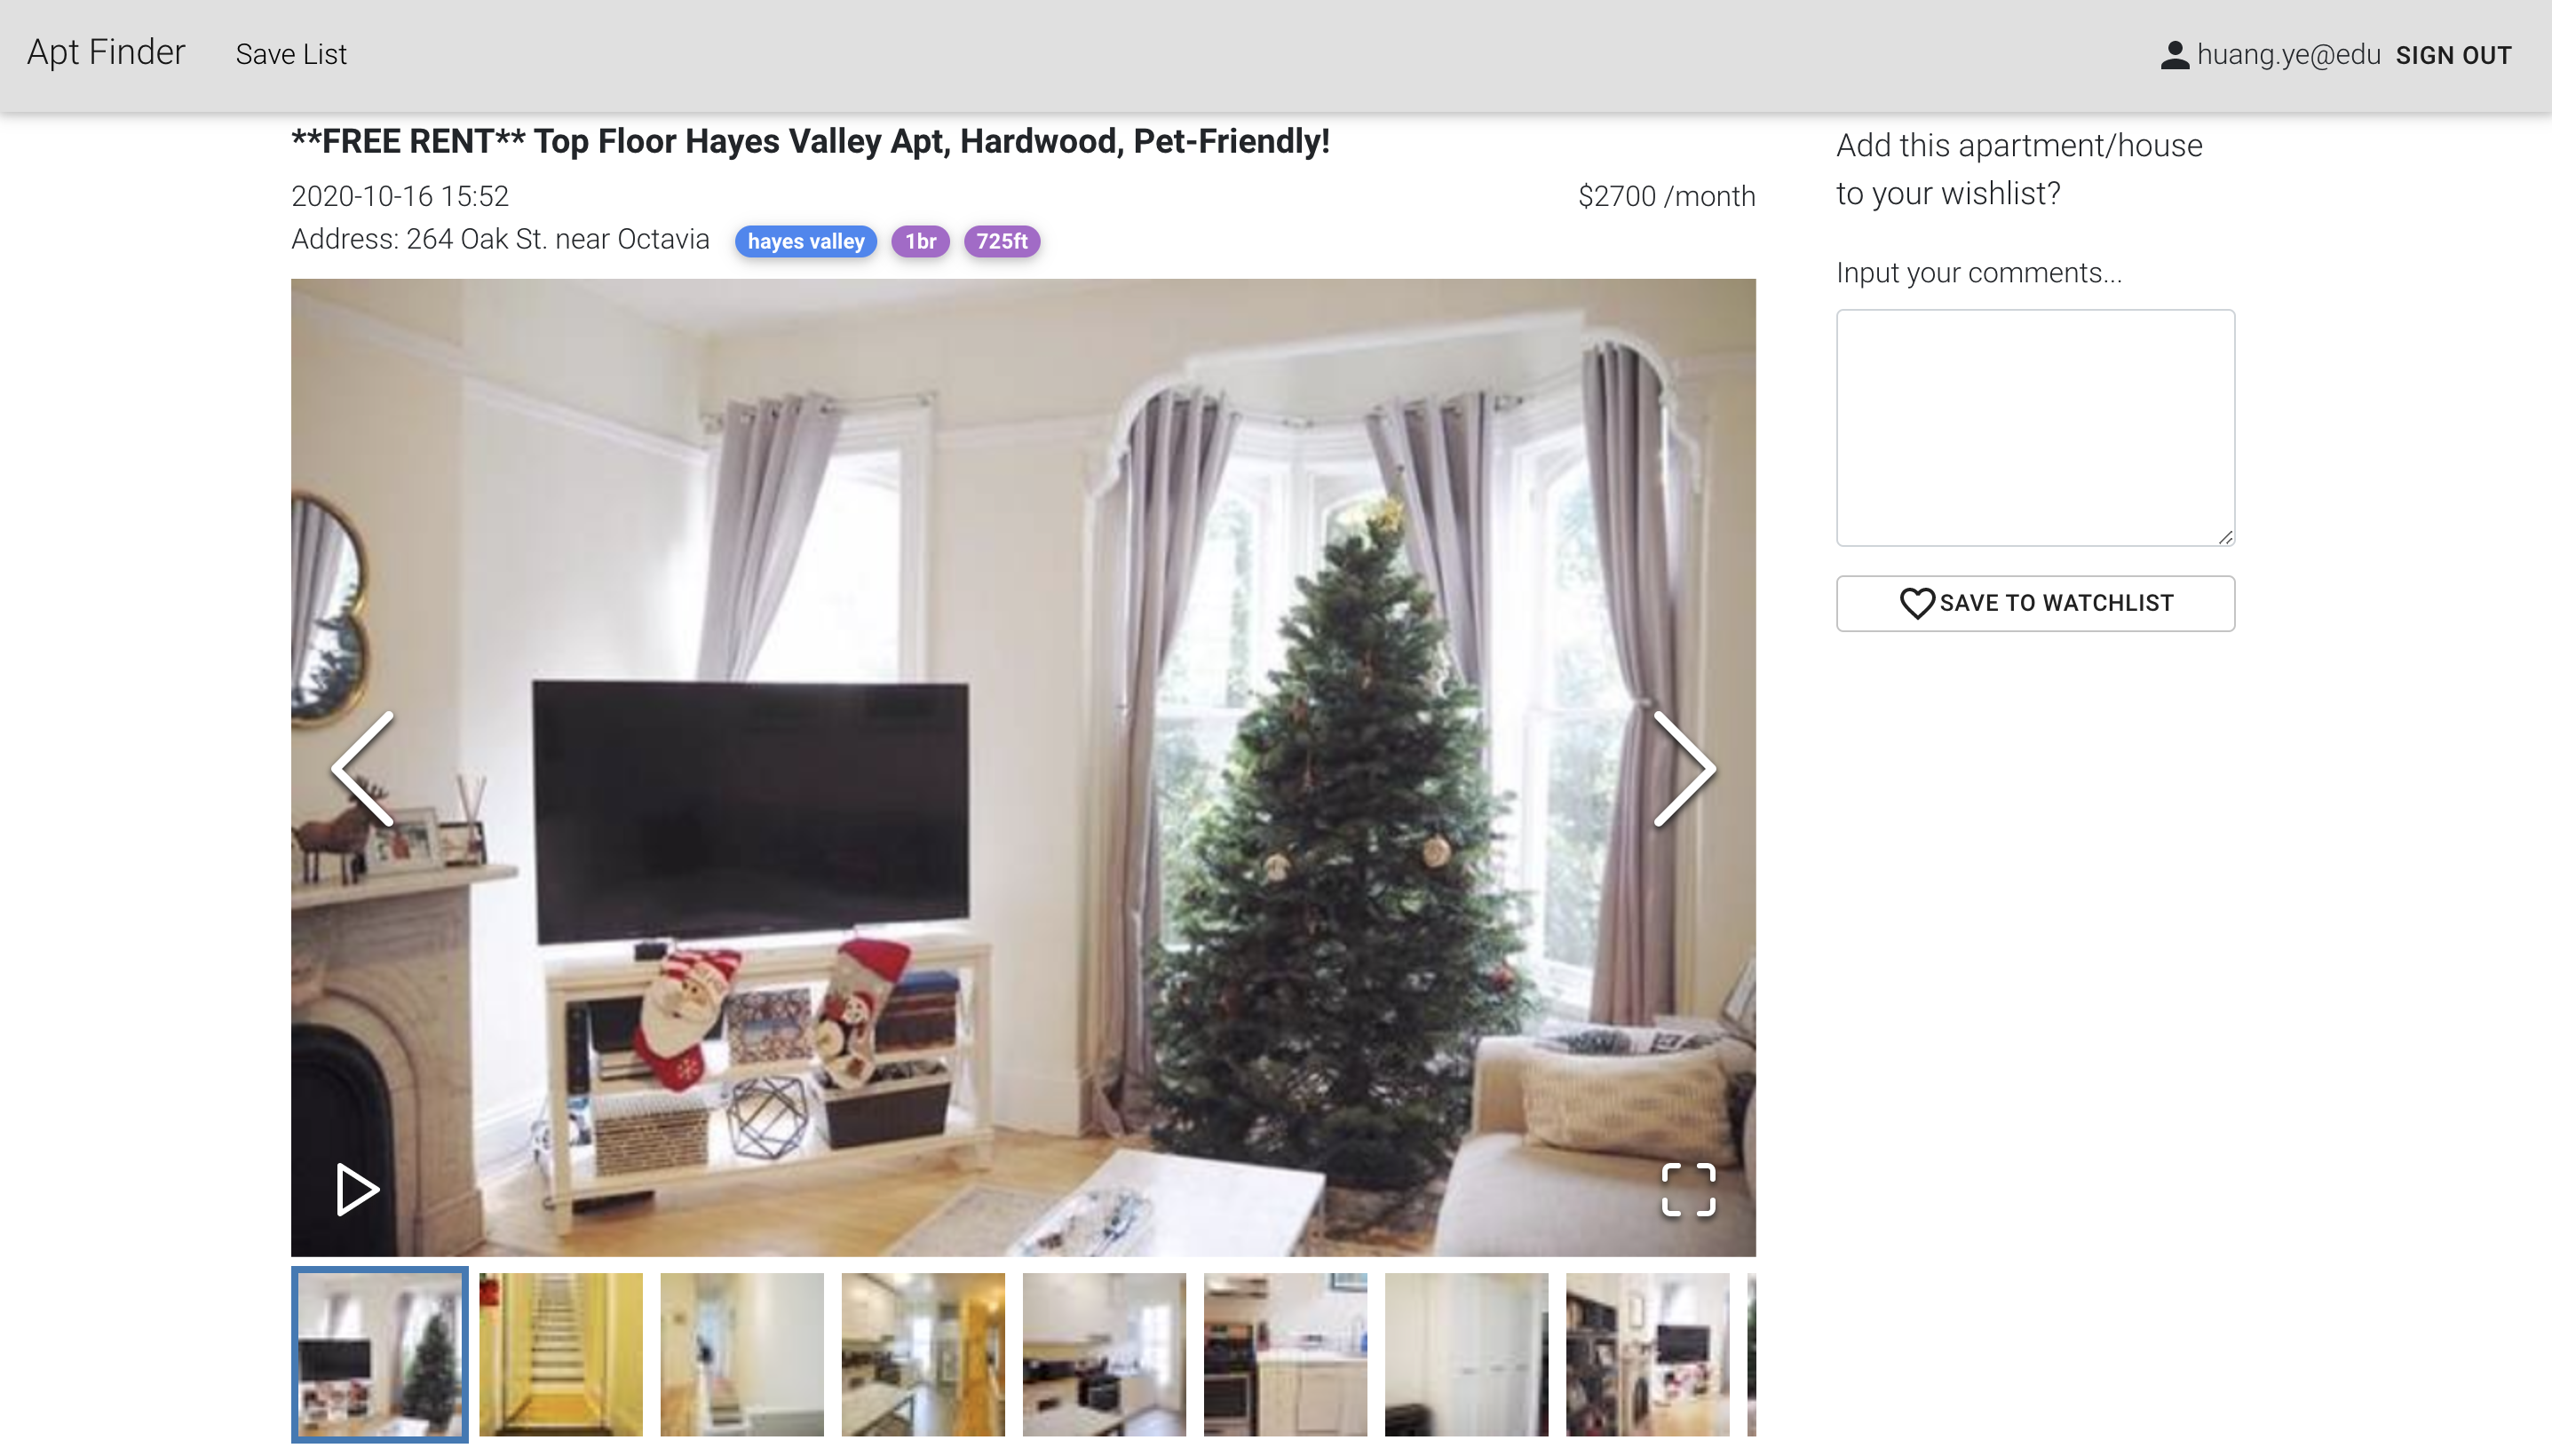 Apt Finder Save List huang.ye@edu SIGN OUT
**FREE RENT** Top Floor Hayes Valley Apt, Hardwood, Pet-Friendly!
2020-10-16 15:52 $2700 /month
Address: 264 Oak St. near Octavia hayes valley 1br 725ft
Add this apartment/house
to your wishlist?
Input your comments...
SAVE TO WATCHLIST